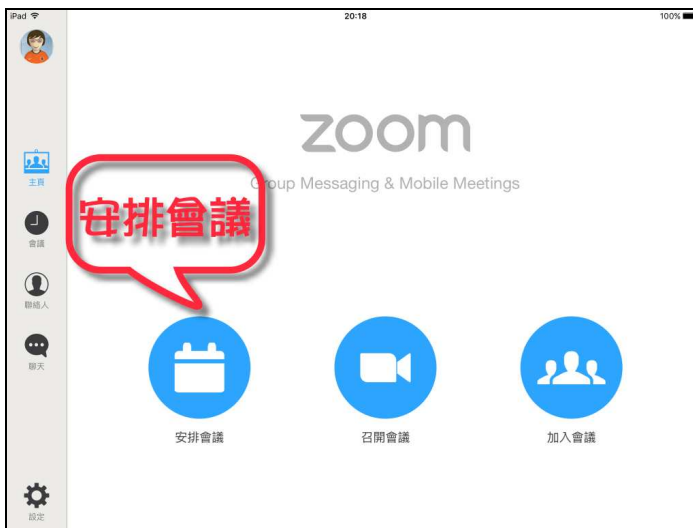 iPad
20:18
100%
zoom
Group Messaging & Mobile Meetings
安排會議
主頁
會議
聯絡人
聊天
設定
安排會議
召開會議
加入會議